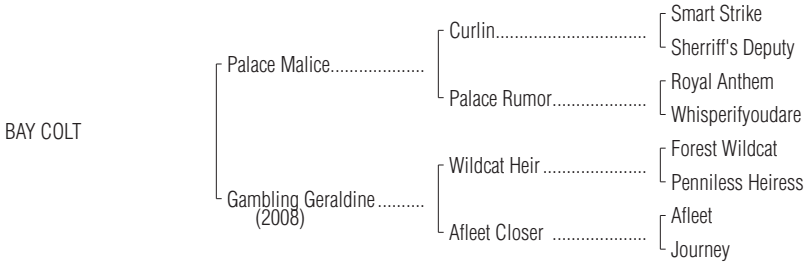 Smart Strike
Curlin................................
Sherriff's Deputy
Palace Malice....................
Royal Anthem
Palace Rumor....................
Whisperifyoudare
BAY COLT
Forest Wildcat
Wildcat Heir ......................
Penniless Heiress
Gambling Geraldine ..........
(2008)
Afleet
Afleet Closer ....................
Journey